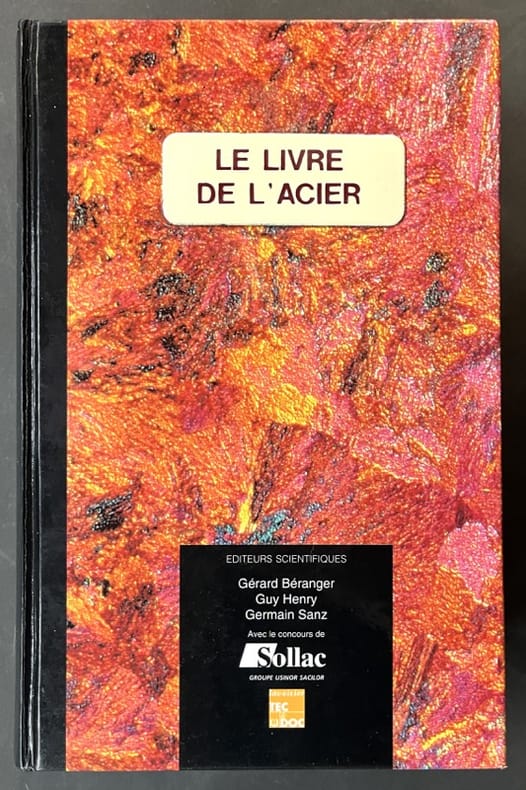 LE LIVRE
DE L'ACIER
EDITEURS SCIENTIFIQUES
Gérard Béranger
Guy Henry
Germain Sanz
Avec le concours de
Sollac
GROUPE USINOR SACILOR
TEC
DOC